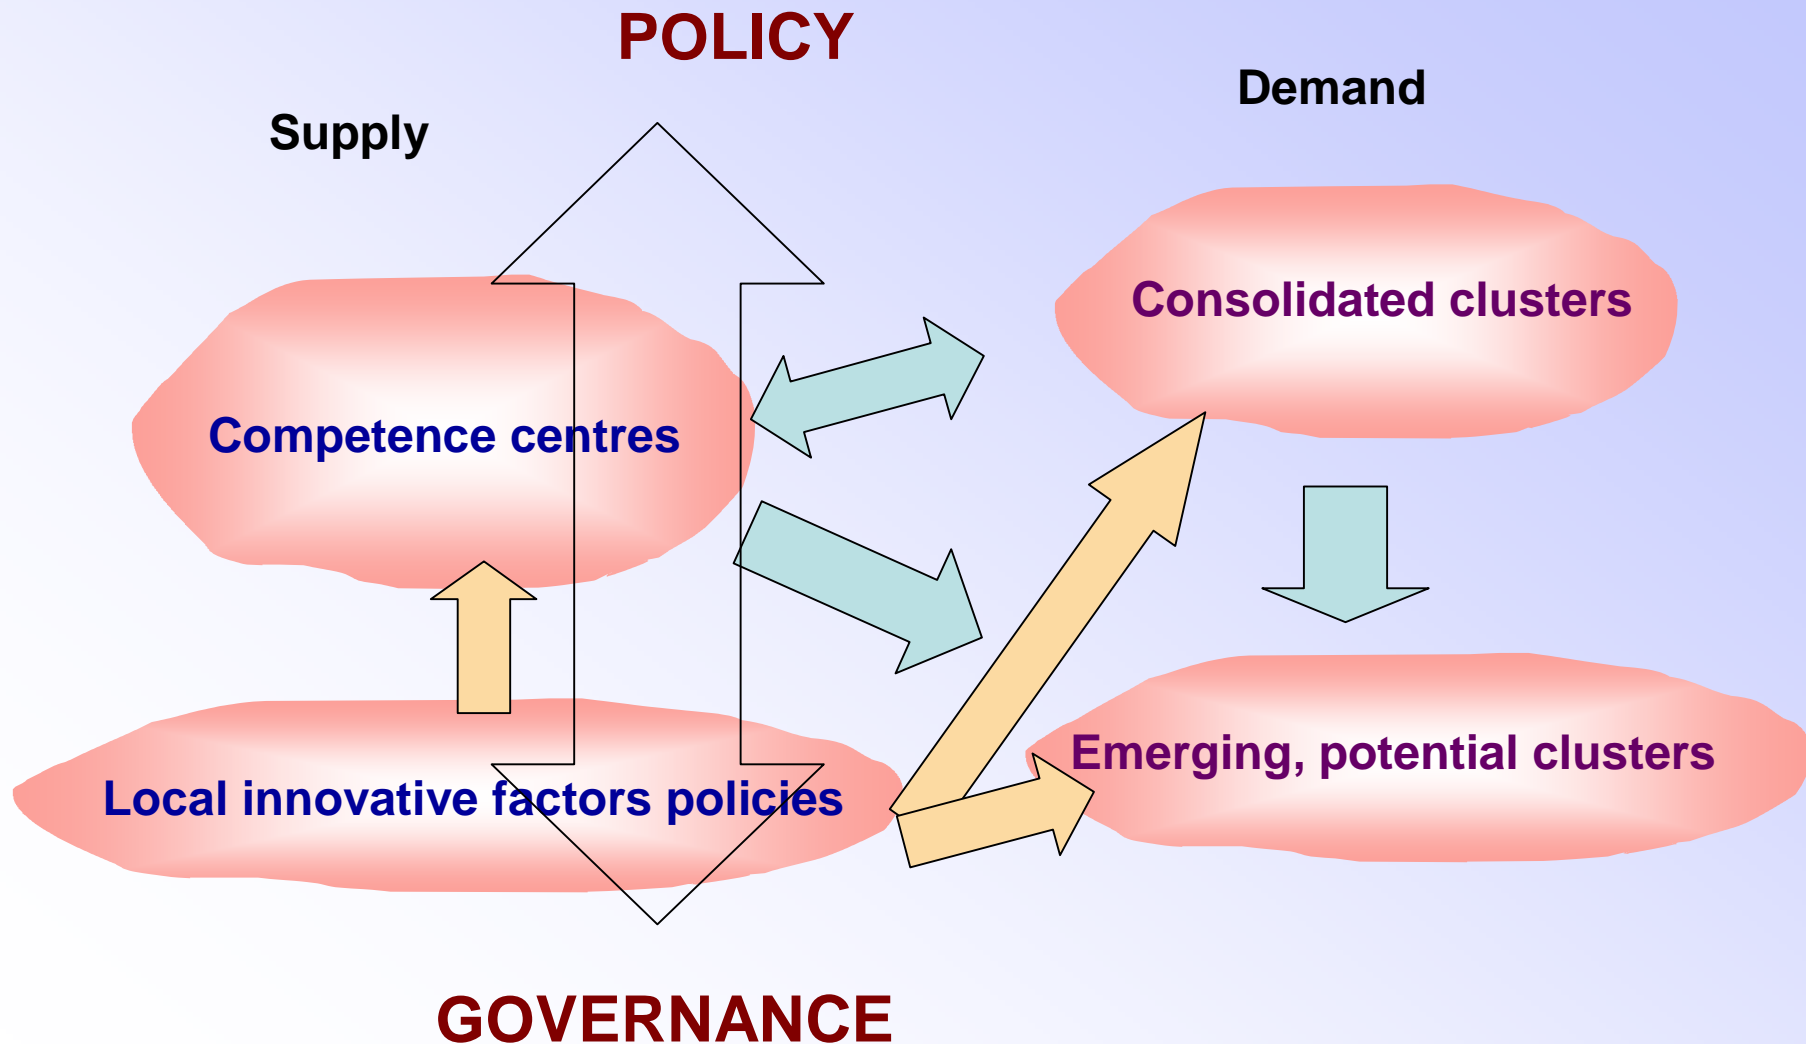 POLICY
Supply
Demand
Consolidated clusters
Competence centres
Local innovative factors policies
Emerging, potential clusters
GOVERNANCE